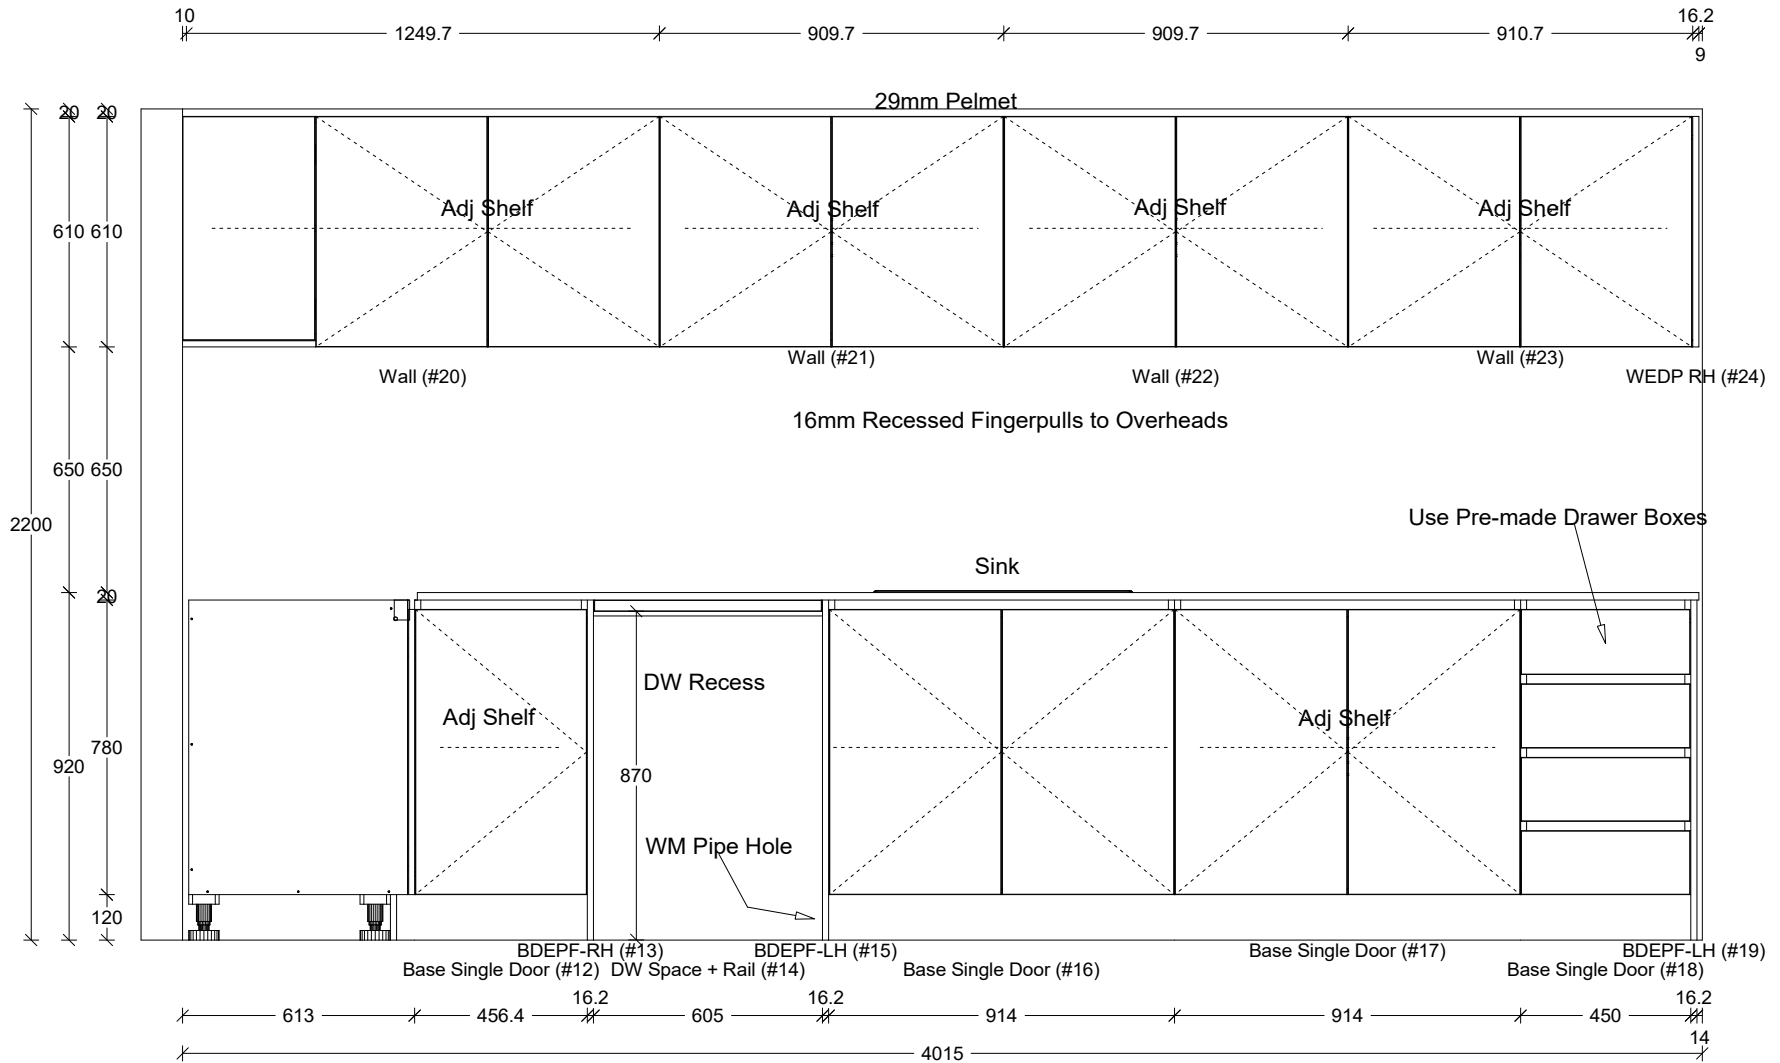 10
16.2
1249.7
909.7
909.7
910.7
9
29mm Pelmet
20
20
Adj Shelf
Adj Shelf
Adj Shelf
Adj Shelf
610
610
Wall (#21)
Wall (#23)
Wall (#20)
Wall (#22)
WEDP RH (#24)
16mm Recessed Fingerpulls to Overheads
650
650
2200
Use Pre-made Drawer Boxes
Sink
20
DW Recess
Adj Shelf
Adj Shelf
780
920
870
WM Pipe Hole
120
BDEPF-RH (#13)
BDEPF-LH (#15)
Base Single Door (#17)
BDEPF-LH (#19)
Base Single Door (#12)
DW Space + Rail (#14)
Base Single Door (#16)
Base Single Door (#18)
16.2
16.2
16.2
613
456.4
605
914
914
450
14
4015